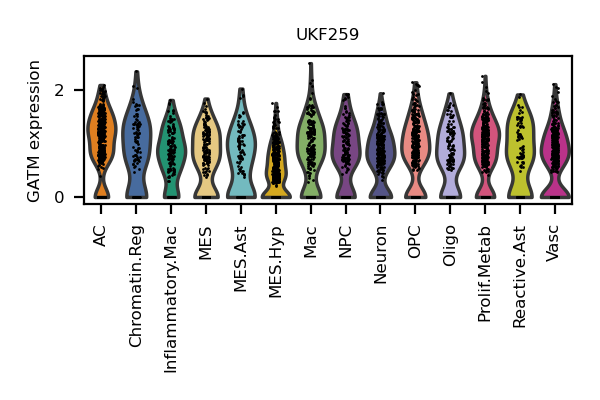 UKF259
GATM expression
2
0
AC
Chromatin.Reg
Inflammatory.Mac
MES
MES.Ast
MES.Hyp
Mac
NPC
Neuron
OPC
Oligo
Prolif.Metab
Reactive.Ast
Vasc